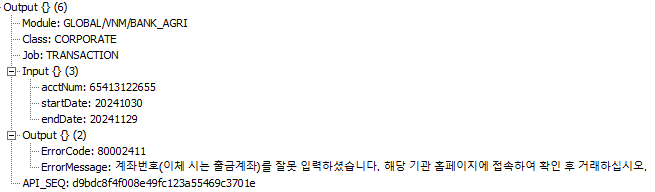 Output {} (6)
Module: GLOBAL/VNM/BANK_AGRI
Class: CORPORATE
Job: TRANSACTION
Input {} (3)
acctNum: 65413122655
startDate: 20241030
endDate: 20241129
Output {} (2)
ErrorCode: 80002411
ErrorMessage: 계좌번호(이체 시는 출금계좌)를 잘못 입력하셨습니다. 해당 기관 홈페이지에 접속하여 확인 후 거래하십시오.
API_SEQ: d9bdc8f4f008e49fc123a55469c3701e